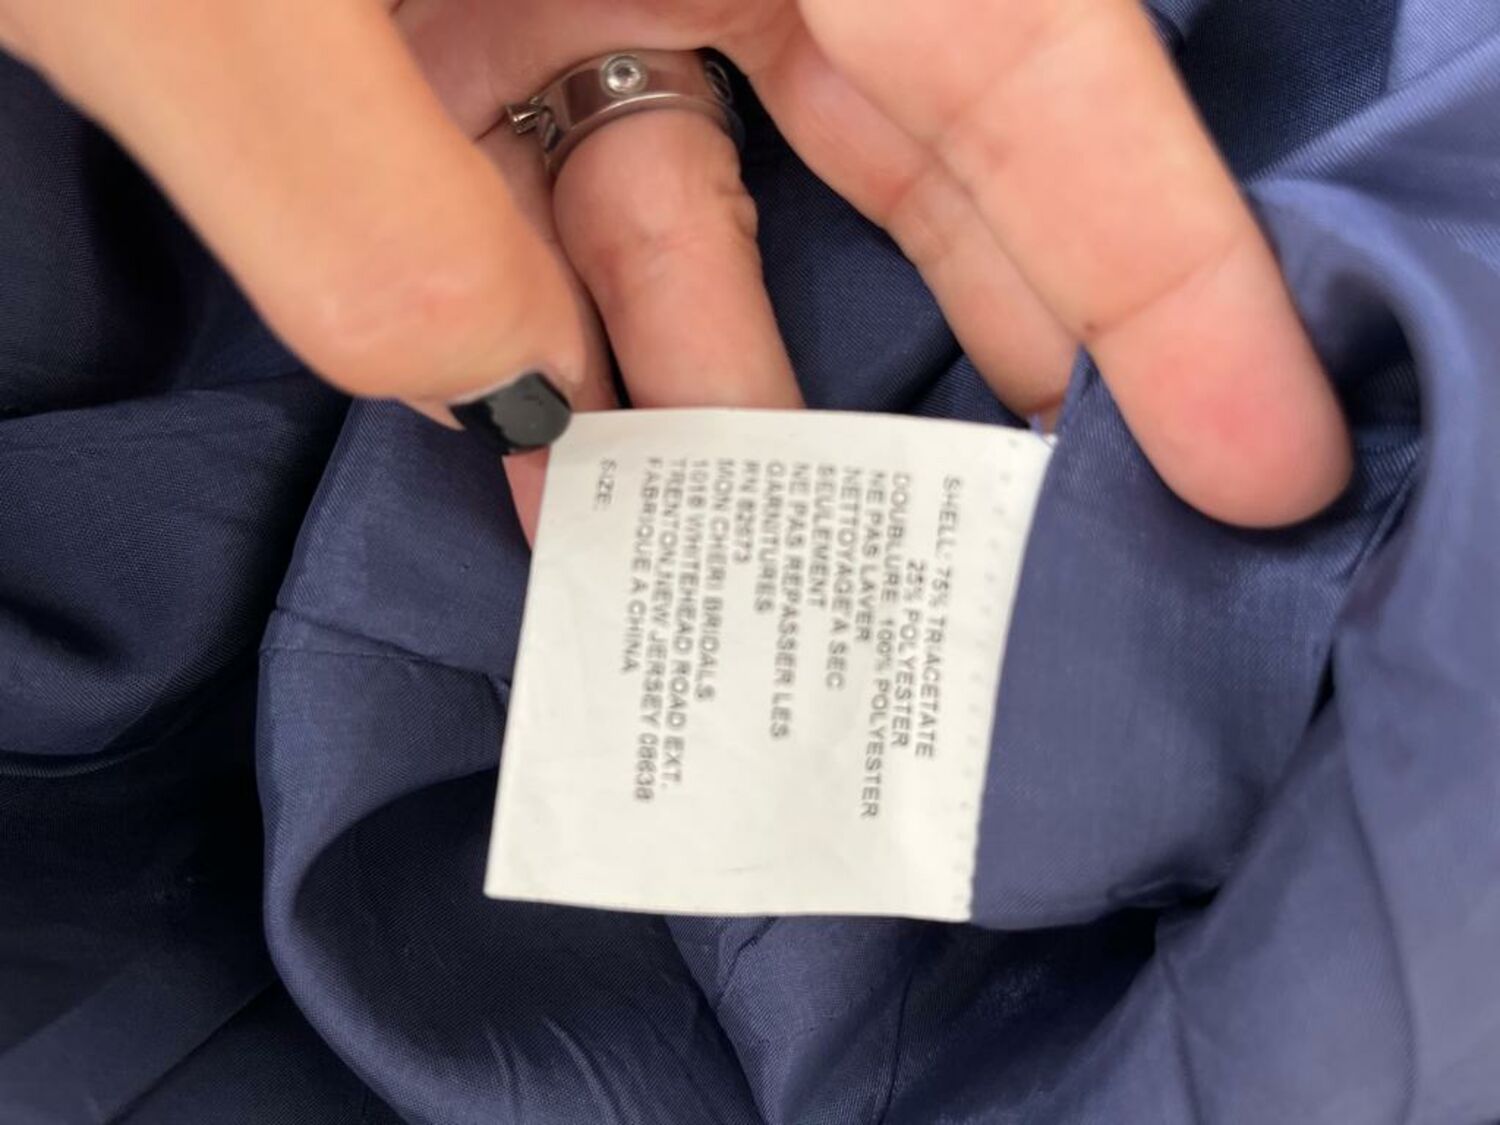 SHELL: 75% TRIACETATE
25% POLYESTER
DOUBLURE: 100% POLYESTER
NE PAS LAVER
NETTOYAGE A SEC
SEULEMENT
NE PAS REPASSER LES
GARNITURES
RN 82673
MON CHERI BRIDALS
1018 WHITEHEAD ROAD EXT.
TRENTON,NEW JERSEY 08638
FABRIQUE A CHINA
SIZE: